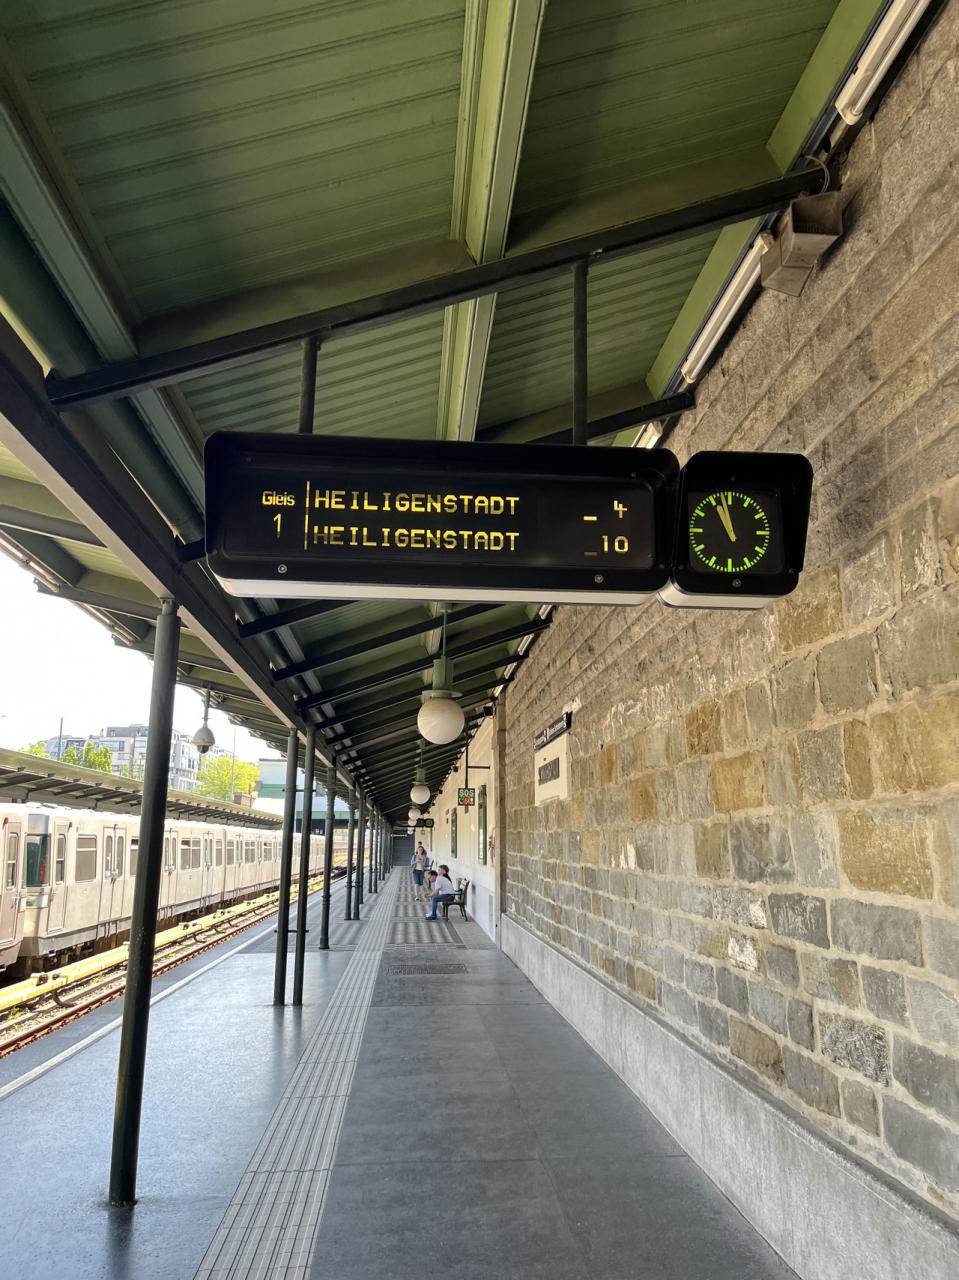 Gleis
1
HEILIGENSTADT 4
HEILIGENSTADT 10
SOS